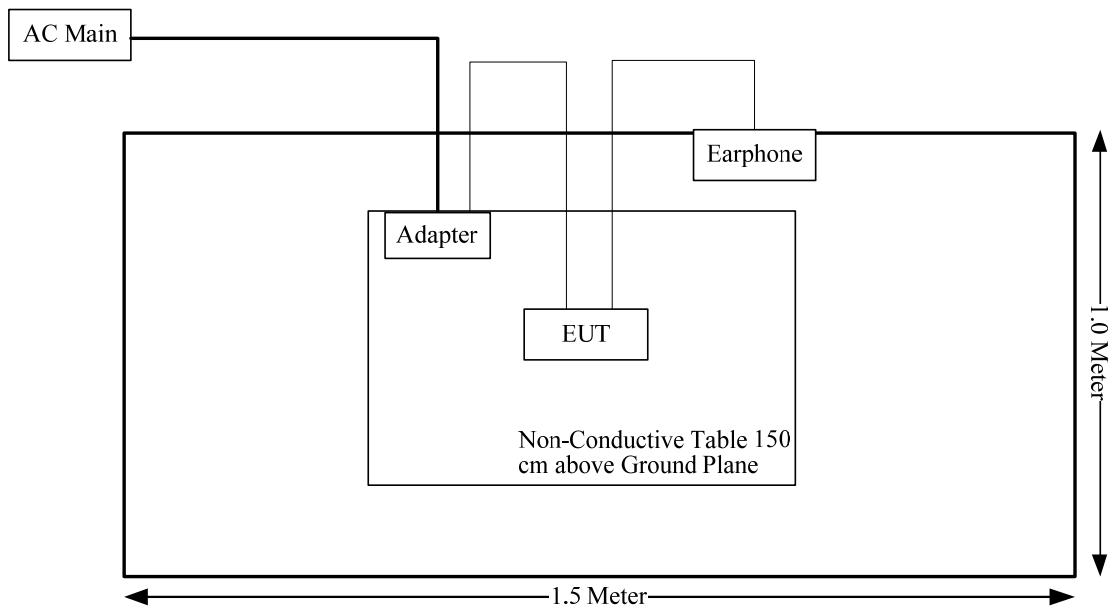 AC Main
Earphone
Adapter
EUT
Non-Conductive Table 150
cm above Ground Plane
1.0 Meter
1.5 Meter